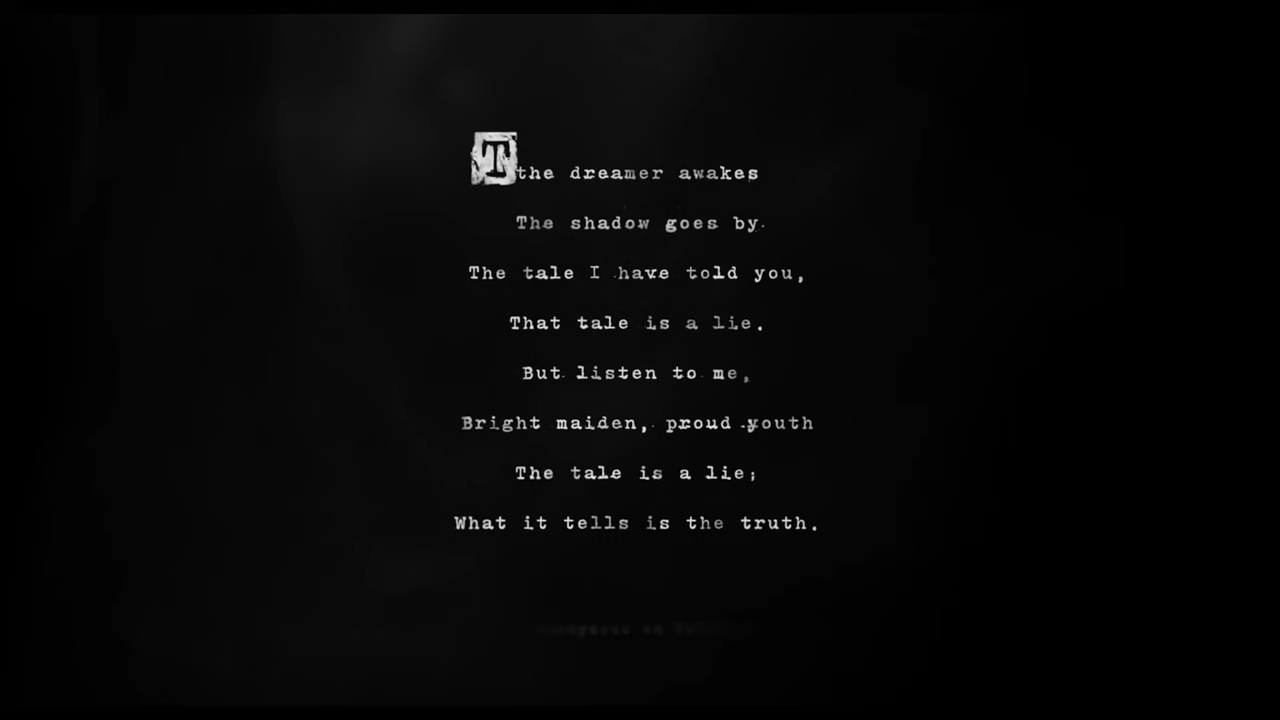 Tthe dreamer awakes
The shadow goes by.
The tale I have told you,
That tale is a lie.
But listen to me,
Bright maiden, proud youth
The tale is a lie;
What it tells is the truth.